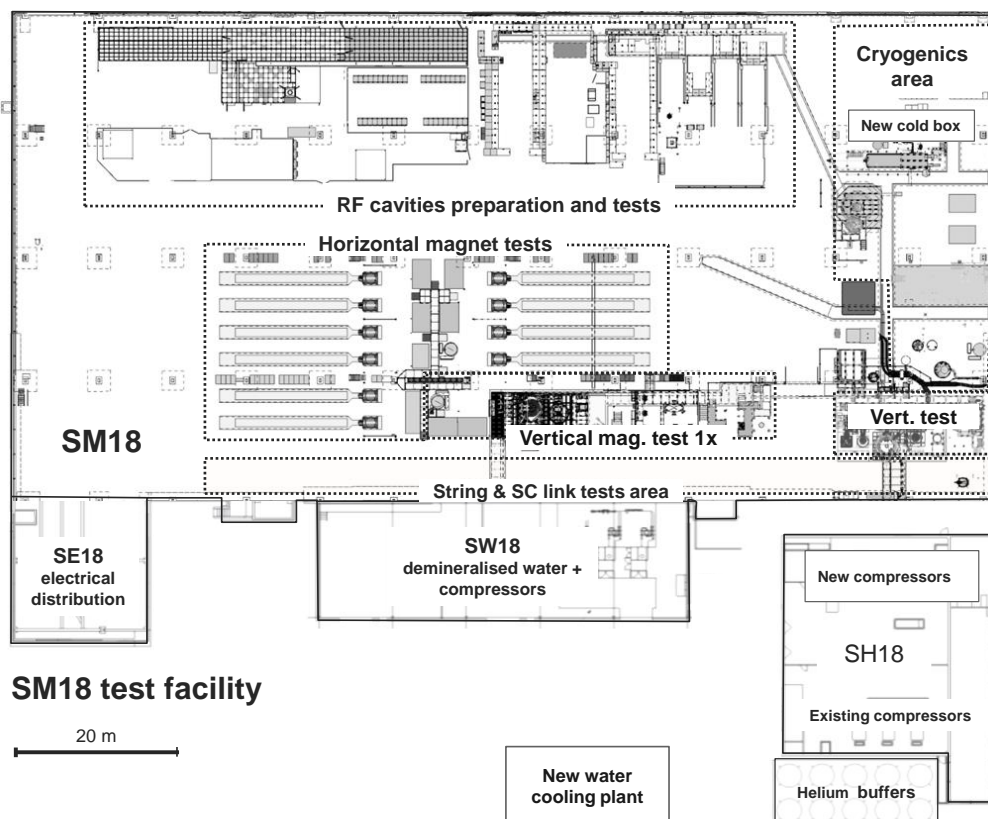 Cryogenics
area
New cold box
RF cavities preparation and tests
Horizontal magnet tests
Vert. test
Vertical mag. test 1x
SM18
String & SC link tests area
SE18
electrical
distribution
SW18
demineralised water +
compressors
New compressors
SH18
SM18 test facility
Existing compressors
20 m
New water
cooling plant
Helium buffers